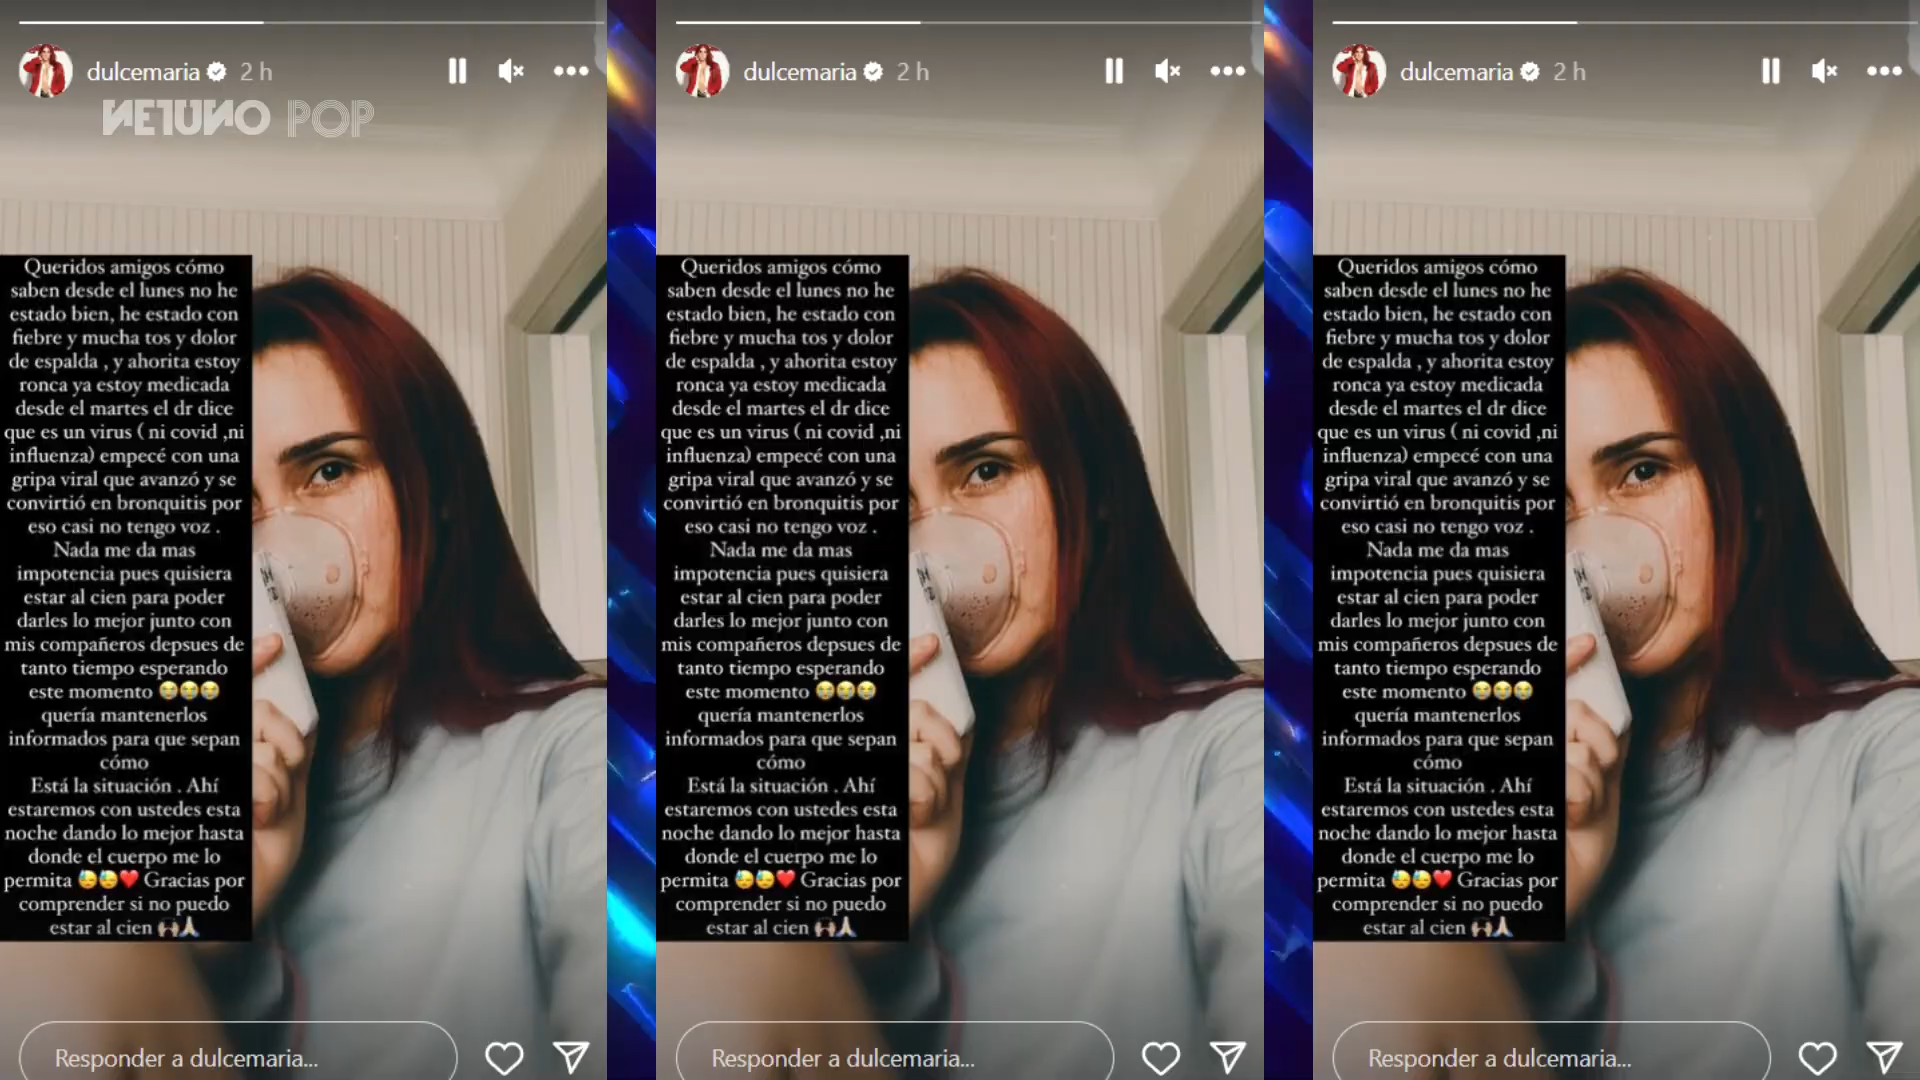 dulcemaria 2 h
NETUNO POP
Queridos amigos cómo
saben desde el lunes no he
estado bien, he estado con
fiebre y mucha tos y dolor
de espalda , y ahorita estoy
ronca ya estoy medicada
desde el martes el dr dice
que es un virus ( ni covid ,ni
influenza) empecé con una
gripa viral que avanzó y se
convirtió en bronquitis por
eso casi no tengo voz .
Nada me da mas
impotencia pues quisiera
estar al cien para poder
darles lo mejor junto con
mis compañeros depsues de
tanto tiempo esperando
este momento 😭😭😭
quería mantenerlos
informados para que sepan
cómo
Está la situación . Ahí
estaremos con ustedes esta
noche dando lo mejor hasta
donde el cuerpo me lo
permita 😓😓❤️ Gracias por
comprender si no puedo
estar al cien 🙌🏻🙏🏻
Responder a dulcemaria...
dulcemaria 2 h
Queridos amigos cómo
saben desde el lunes no he
estado bien, he estado con
fiebre y mucha tos y dolor
de espalda , y ahorita estoy
ronca ya estoy medicada
desde el martes el dr dice
que es un virus ( ni covid ,ni
influenza) empecé con una
gripa viral que avanzó y se
convirtió en bronquitis por
eso casi no tengo voz .
Nada me da mas
impotencia pues quisiera
estar al cien para poder
darles lo mejor junto con
mis compañeros depsues de
tanto tiempo esperando
este momento 😭😭😭
quería mantenerlos
informados para que sepan
cómo
Está la situación . Ahí
estaremos con ustedes esta
noche dando lo mejor hasta
donde el cuerpo me lo
permita 😓😓❤️ Gracias por
comprender si no puedo
estar al cien 🙌🏻🙏🏻
Responder a dulcemaria...
dulcemaria 2 h
Queridos amigos cómo
saben desde el lunes no he
estado bien, he estado con
fiebre y mucha tos y dolor
de espalda , y ahorita estoy
ronca ya estoy medicada
desde el martes el dr dice
que es un virus ( ni covid ,ni
influenza) empecé con una
gripa viral que avanzó y se
convirtió en bronquitis por
eso casi no tengo voz .
Nada me da mas
impotencia pues quisiera
estar al cien para poder
darles lo mejor junto con
mis compañeros depsues de
tanto tiempo esperando
este momento 😭😭😭
quería mantenerlos
informados para que sepan
cómo
Está la situación . Ahí
estaremos con ustedes esta
noche dando lo mejor hasta
donde el cuerpo me lo
permita 😓😓❤️ Gracias por
comprender si no puedo
estar al cien 🙌🏻🙏🏻
Responder a dulcemaria...